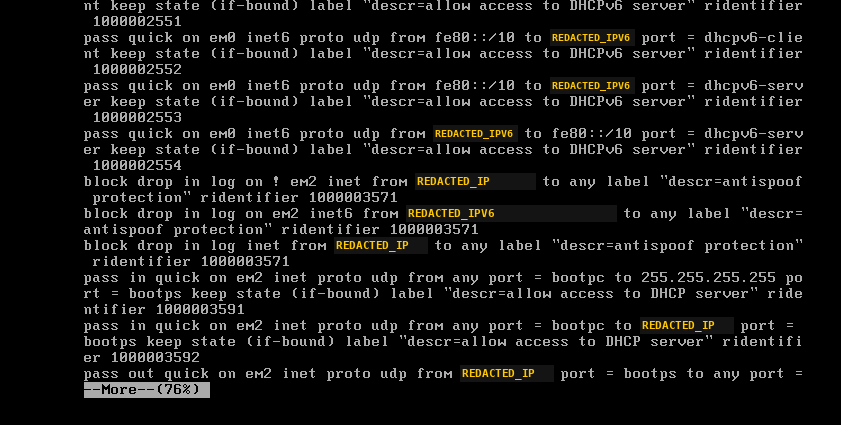 nt keep state (if-bound) label "descr=allow access to DHCPv6 server" ridentifier
1000002551
pass quick on em0 inet6 proto udp from fe80::/10 to REDACTED_IPV6 port = dhcpv6-clie
nt keep state (if-bound) label "descr=allow access to DHCPv6 server" ridentifier
1000002552
pass quick on em0 inet6 proto udp from fe80::/10 to REDACTED_IPV6 port = dhcpv6-serv
er keep state (if-bound) label "descr=allow access to DHCPv6 server" ridentifier
1000002553
pass quick on em0 inet6 proto udp from REDACTED_IPV6 to fe80::/10 port = dhcpv6-serv
er keep state (if-bound) label "descr=allow access to DHCPv6 server" ridentifier
1000002554
block drop in log on ! em2 inet from REDACTED_IP to any label "descr=antispoof
protection" ridentifier 1000003571
block drop in log on em2 inet6 from REDACTED_IPV6 to any label "descr=
antispoof protection" ridentifier 1000003571
block drop in log inet from REDACTED_IP to any label "descr=antispoof protection"
ridentifier 1000003571
pass in quick on em2 inet proto udp from any port = bootpc to 255.255.255.255 po
rt = bootps keep state (if-bound) label "descr=allow access to DHCP server" ride
ntifier 1000003591
pass in quick on em2 inet proto udp from any port = bootpc to REDACTED_IP port =
bootps keep state (if-bound) label "descr=allow access to DHCP server" ridentifi
er 1000003592
pass out quick on em2 inet proto udp from REDACTED_IP port = bootps to any port =
--More--(76%)